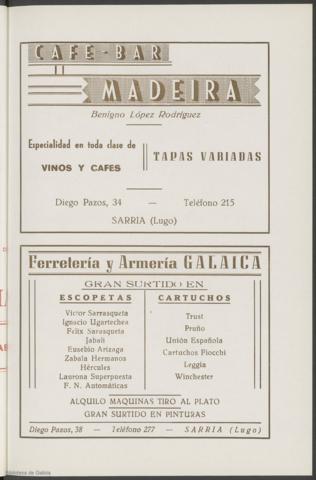 CAFE-BAR
MADEIRA
Benigno López Rodríguez
Especialidad en toda clase de
VINOS Y CAFES
TAPAS VARIADAS
Diego Pazos, 34 — Teléfono 215
SARRIA (Lugo)
Ferretería y Armería GALAICA
GRAN SURTIDO EN
ESCOPETAS
Víctor Sarrasqueta
Ignacio Ugartechea
Félix Sarasqueta
Jabalí
Eusebio Arizaga
Zabala Hermanos
Hércules
Laurona Superpuesta
F. N. Automáticas
CARTUCHOS
Trust
Pruño
Unión Española
Cartuchos Fiocchi
Leggia
Winchester
ALQUILO MAQUINAS TIRO AL PLATO
GRAN SURTIDO EN PINTURAS
Diego Pazos, 38 — Teléfono 277 — SARRIA (Lugo)
Biblioteca de Galicia